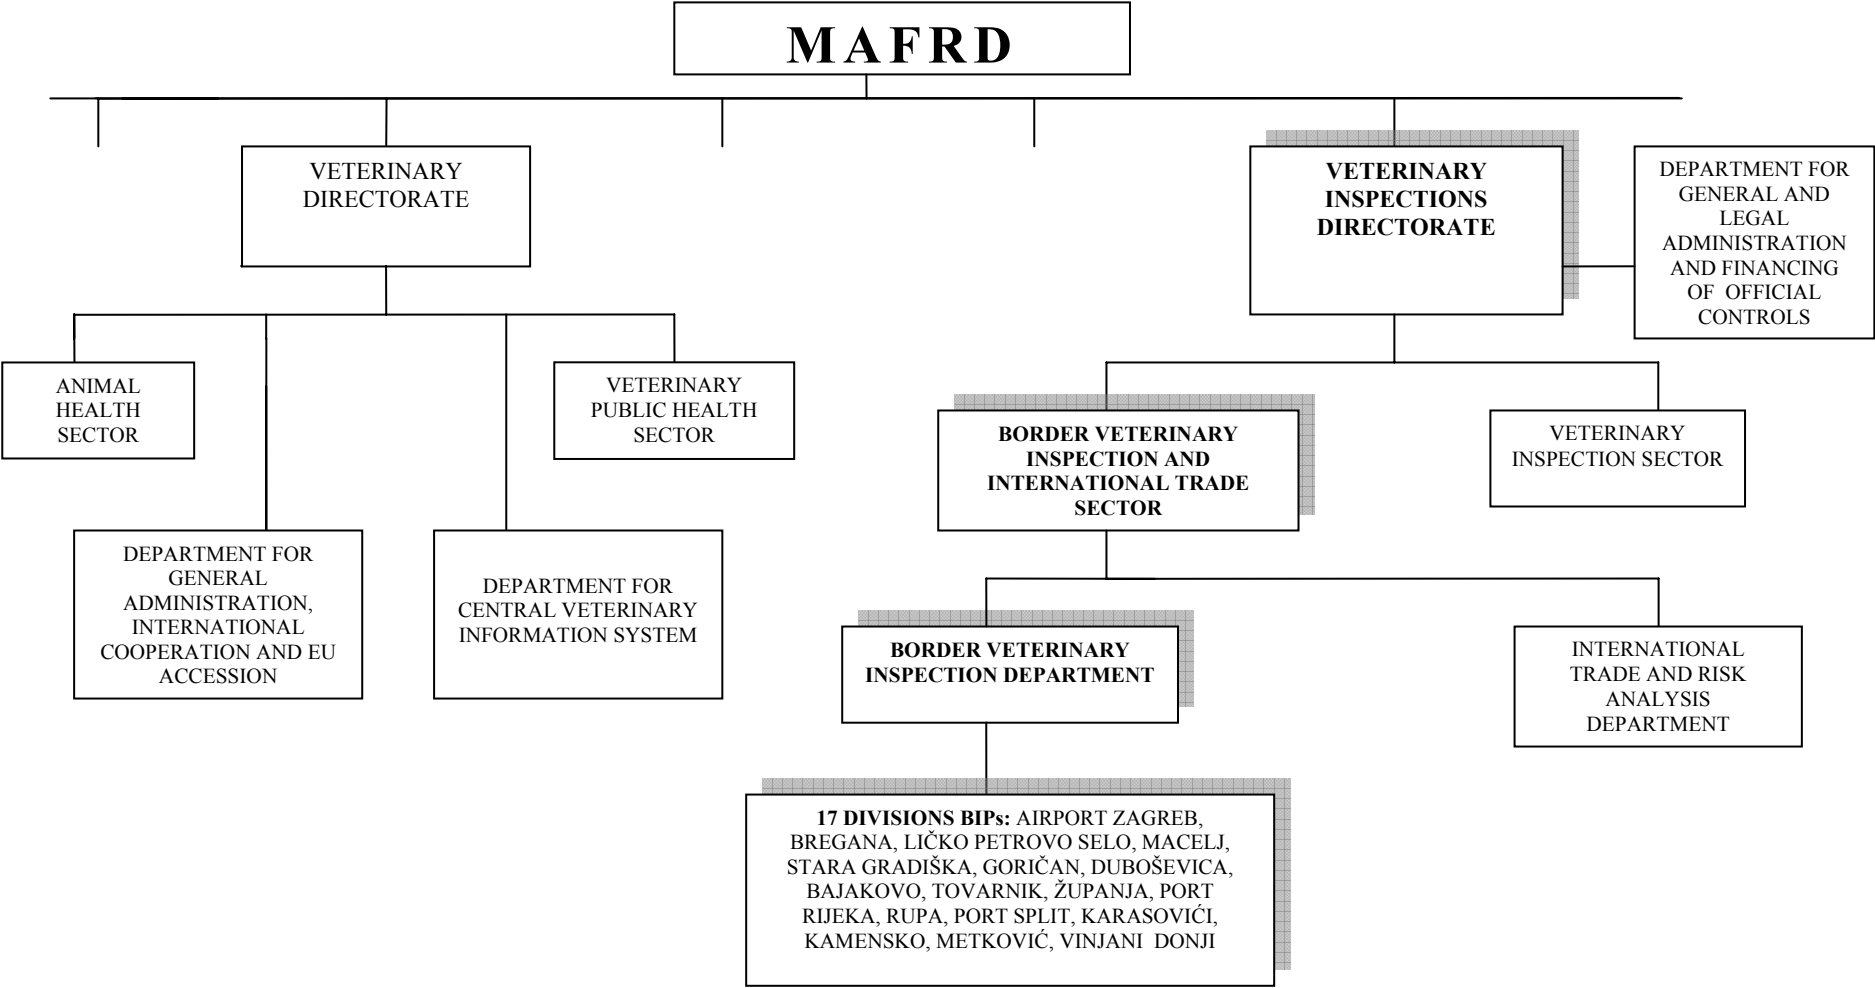 MAFRD
VETERINARY
DIRECTORATE
VETERINARY
INSPECTIONS
DIRECTORATE
DEPARTMENT FOR
GENERAL AND
LEGAL
ADMINISTRATION
AND FINANCING
OF OFFICIAL
CONTROLS
ANIMAL
HEALTH
SECTOR
VETERINARY
PUBLIC HEALTH
SECTOR
BORDER VETERINARY
INSPECTION AND
INTERNATIONAL TRADE
SECTOR
VETERINARY
INSPECTION SECTOR
DEPARTMENT FOR
GENERAL
ADMINISTRATION,
INTERNATIONAL
COOPERATION AND EU
ACCESSION
DEPARTMENT FOR
CENTRAL VETERINARY
INFORMATION SYSTEM
BORDER VETERINARY
INSPECTION DEPARTMENT
INTERNATIONAL
TRADE AND RISK
ANALYSIS
DEPARTMENT
17 DIVISIONS BIPs: AIRPORT ZAGREB,
BREGANA, LIČKO PETROVO SELO, MACELJ,
STARA GRADIŠKA, GORIČAN, DUBOŠEVICA,
BAJAKOVO, TOVARNIK, ŽUPANJA, PORT
RIJEKA, RUPA, PORT SPLIT, KARASOVIĆI,
KAMENSKO, METKOVIĆ, VINJANI DONJI